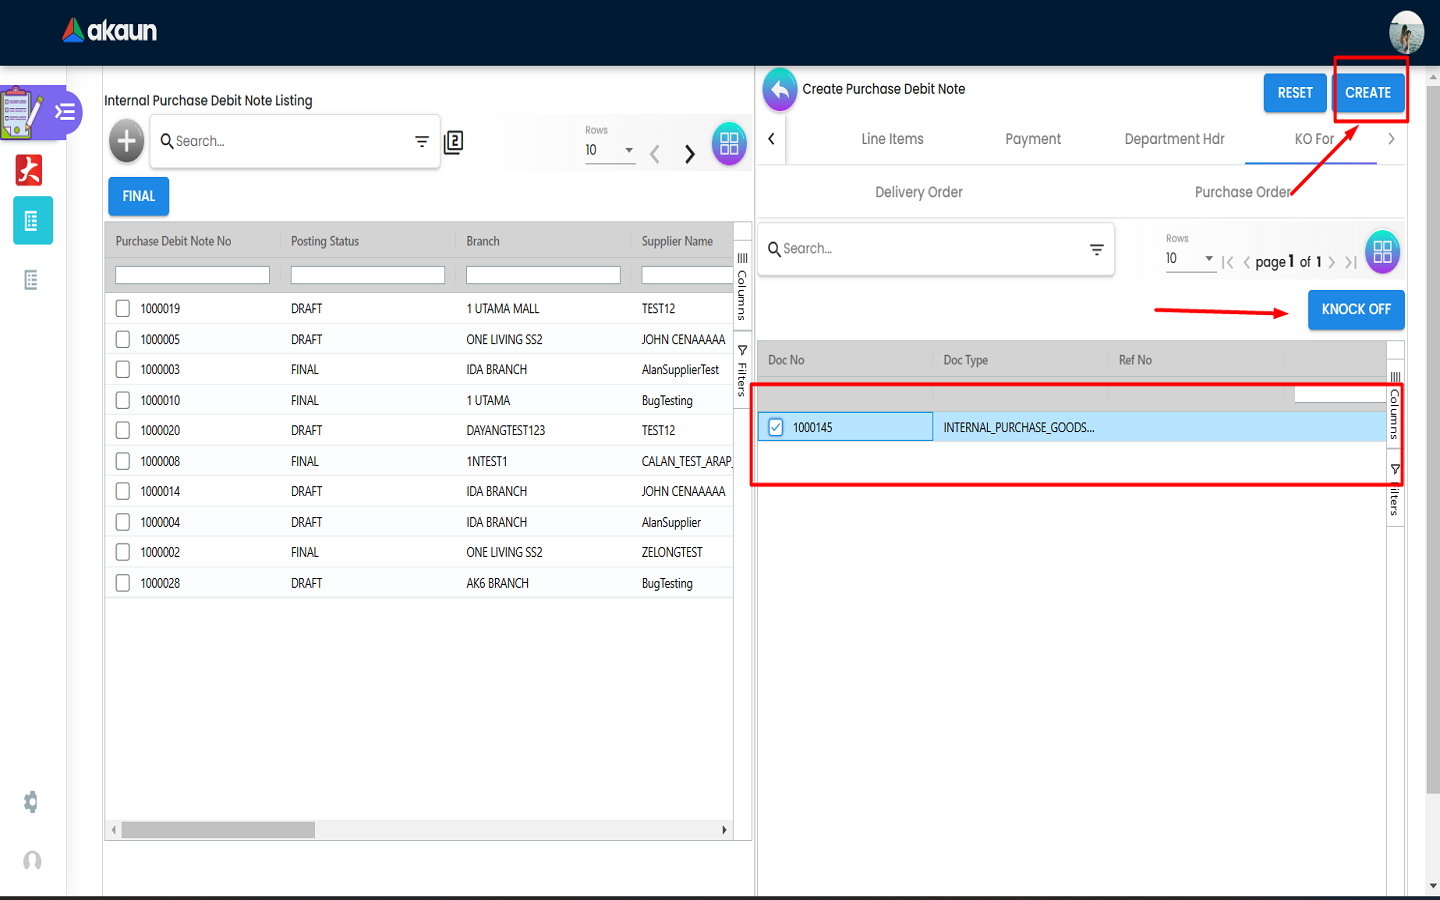 akaun
Internal Purchase Debit Note Listing
Search...
2
Rows
10
FINAL
Purchase Debit Note No Posting Status Branch Supplier Name
1000019 DRAFT 1 UTAMA MALL TEST12
1000005 DRAFT ONE LIVING SS2 JOHN CENAAAAA
1000003 FINAL IDA BRANCH AlanSupplierTest
1000010 FINAL 1 UTAMA BugTesting
1000020 DRAFT DAYANGTEST123 TEST12
1000008 FINAL 1NTEST1 CALAN_TEST_ARAP_
1000014 DRAFT IDA BRANCH JOHN CENAAAAA
1000004 DRAFT IDA BRANCH AlanSupplier
1000002 FINAL ONE LIVING SS2 ZELONGTEST
1000028 DRAFT AK6 BRANCH BugTesting
Columns
Filters
Create Purchase Debit Note
RESET
CREATE
Line Items Payment Department Hdr KO For
Delivery Order Purchase Order
Search...
Rows
10
page 1 of 1
KNOCK OFF
Doc No Doc Type Ref No
1000145 INTERNAL_PURCHASE_GOODS...
Columns
Filters
大